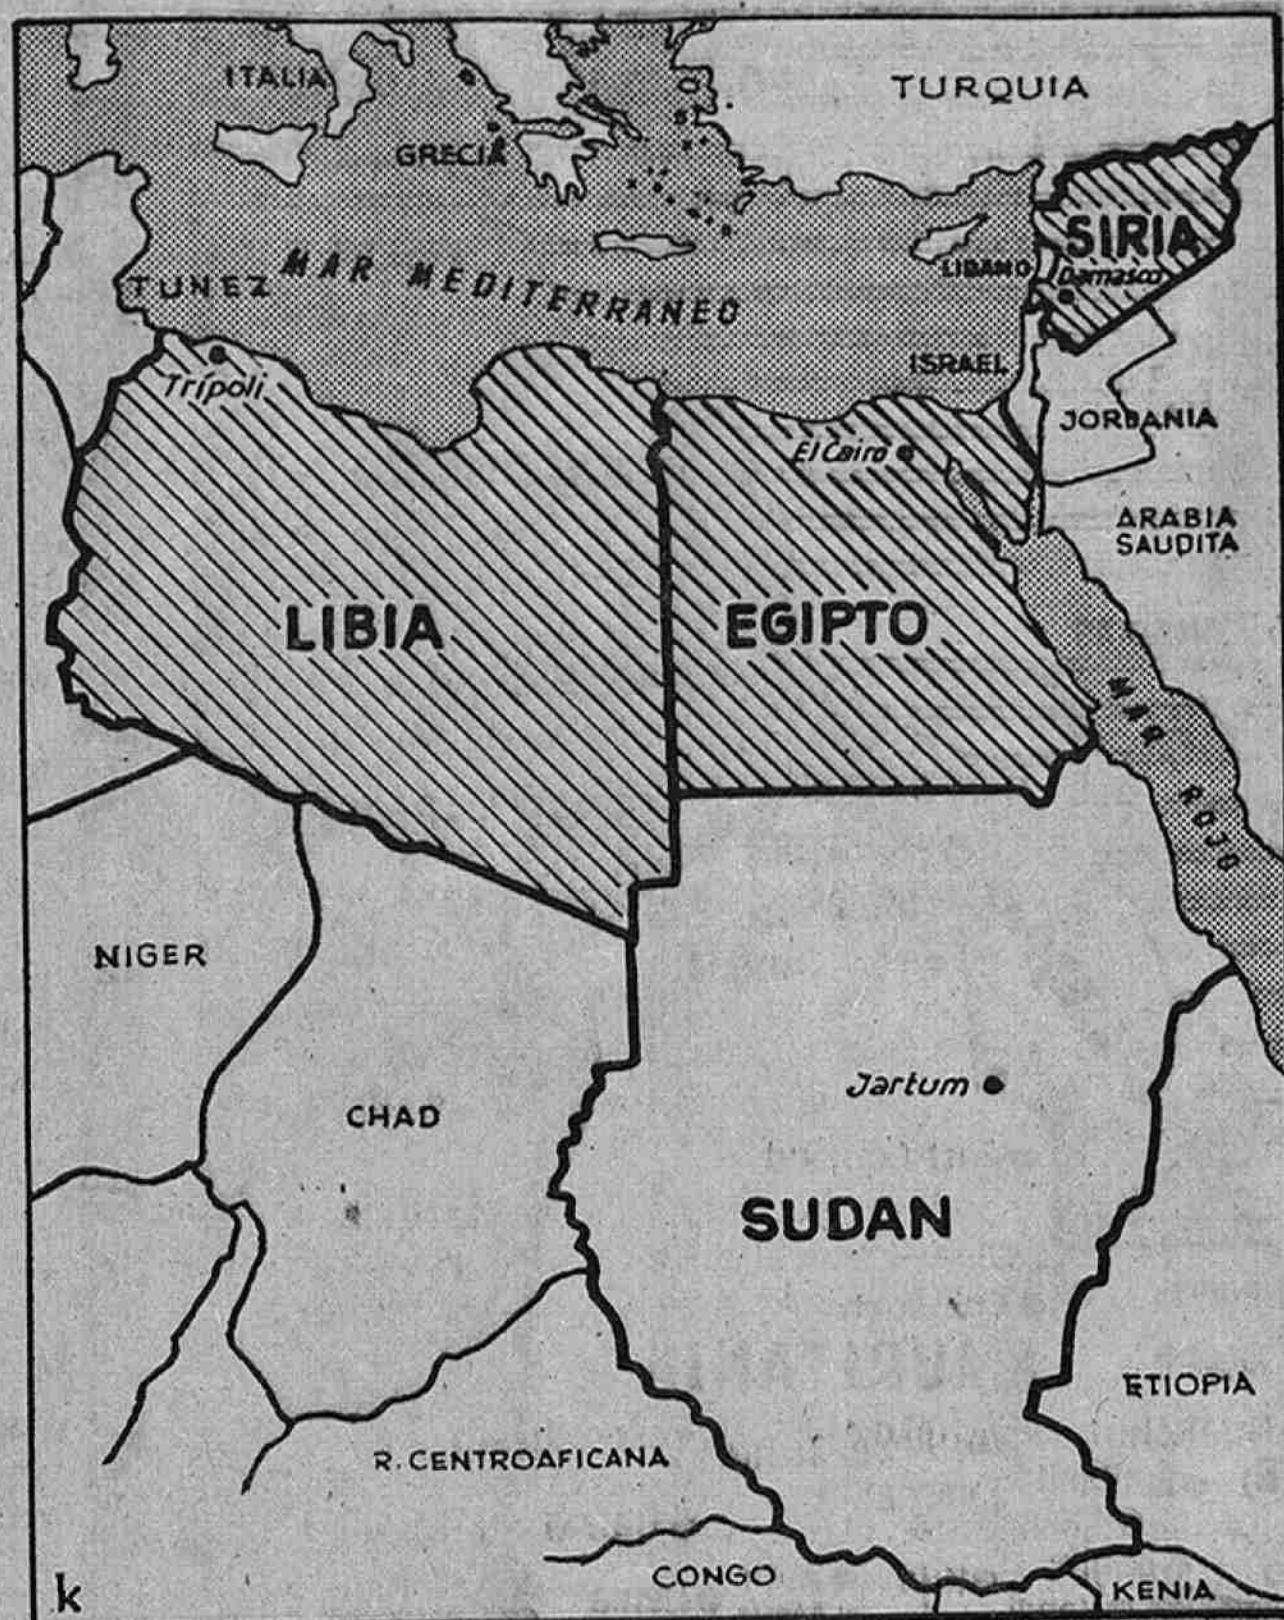 ITALIA
TURQUIA
GRECIA
SIRIA
MAR MEDITERRANEO
LIBANO
Damasco
TUNEZ
ISRAEL
Trípoli
JORDANIA
El Cairo
ARABIA
SAUDITA
LIBIA
EGIPTO
MAR ROJO
NIGER
Jartum
CHAD
SUDAN
ETIOPIA
R. CENTROAFICANA
CONGO
KENIA
k